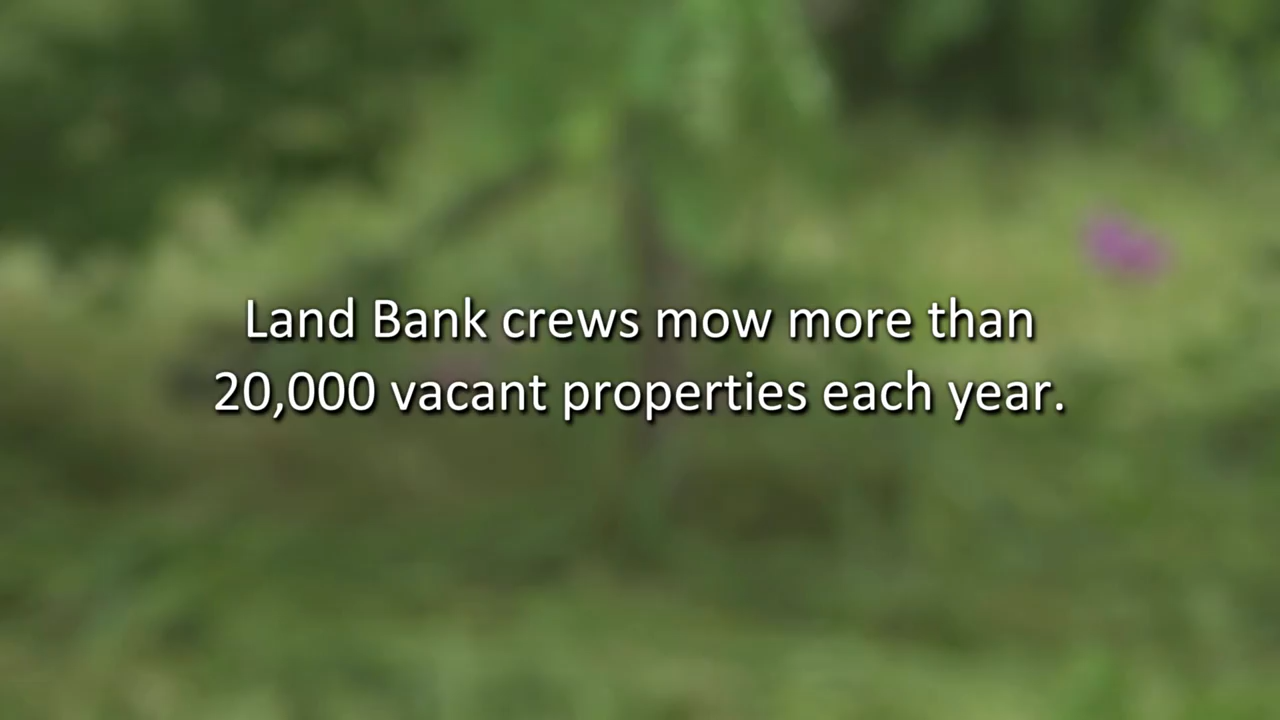 Land Bank crews mow more than
20,000 vacant properties each year.